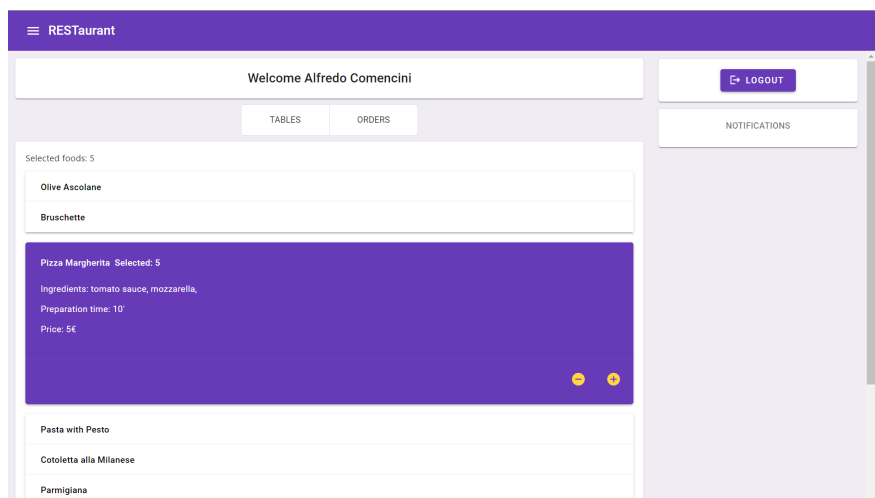 RESTaurant
Welcome Alfredo Comencini
LOGOUT
TABLES ORDERS
NOTIFICATIONS
Selected foods: 5
Olive Ascolane
Bruschette
Pizza Margherita Selected: 5
Ingredients: tomato sauce, mozzarella,
Preparation time: 10'
Price: 5€
Pasta with Pesto
Cotoletta alla Milanese
Parmigiana